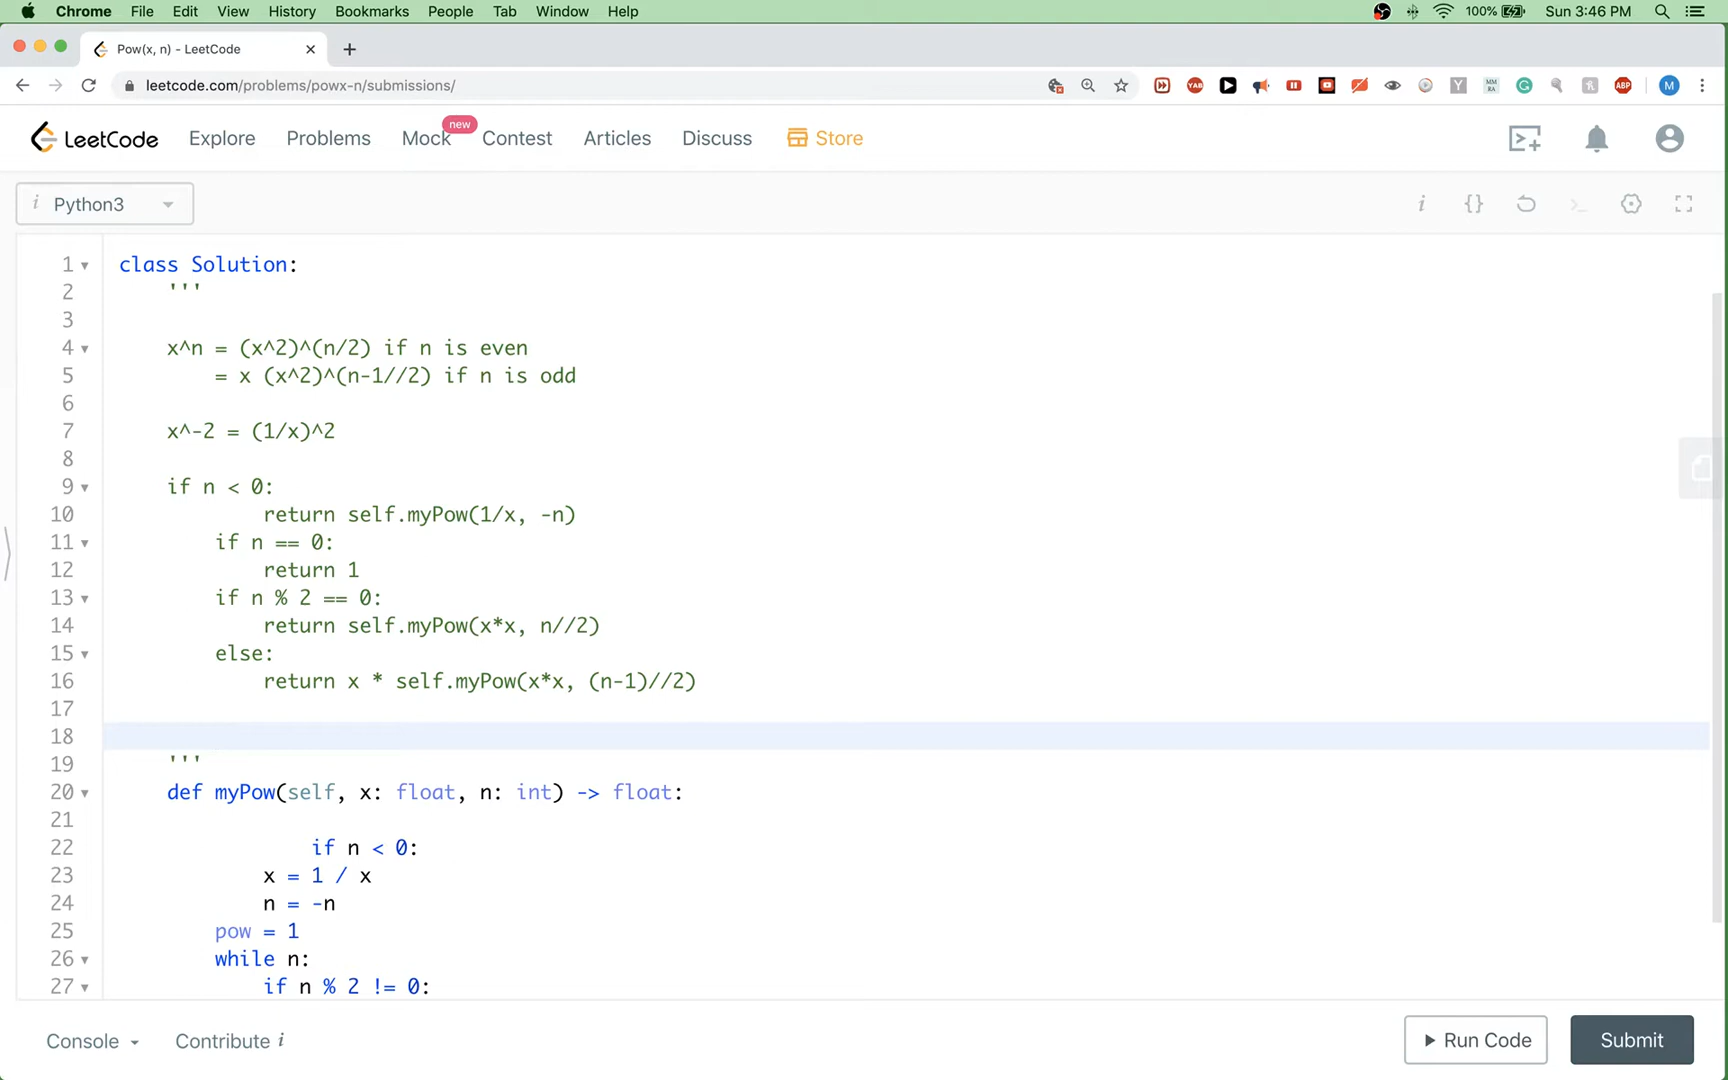 Chrome File Edit View History Bookmarks People Tab Window Help 100% Sun 3:46 PM
Pow(x, n) - LeetCode
leetcode.com/problems/powx-n/submissions/ YAB Y MM RA ABP M
LeetCode Explore Problems Mock new Contest Articles Discuss Store
i Python3 i {}
1 class Solution:
2 '''
3
4 x^n = (x^2)^(n/2) if n is even
5 = x (x^2)^(n-1//2) if n is odd
6
7 x^-2 = (1/x)^2
8
9 if n < 0:
10 return self.myPow(1/x, -n)
11 if n == 0:
12 return 1
13 if n % 2 == 0:
14 return self.myPow(x*x, n//2)
15 else:
16 return x * self.myPow(x*x, (n-1)//2)
17
18
19 '''
20 def myPow(self, x: float, n: int) -> float:
21
22 if n < 0:
23 x = 1 / x
24 n = -n
25 pow = 1
26 while n:
27 if n % 2 != 0:
Console Contribute i Run Code Submit